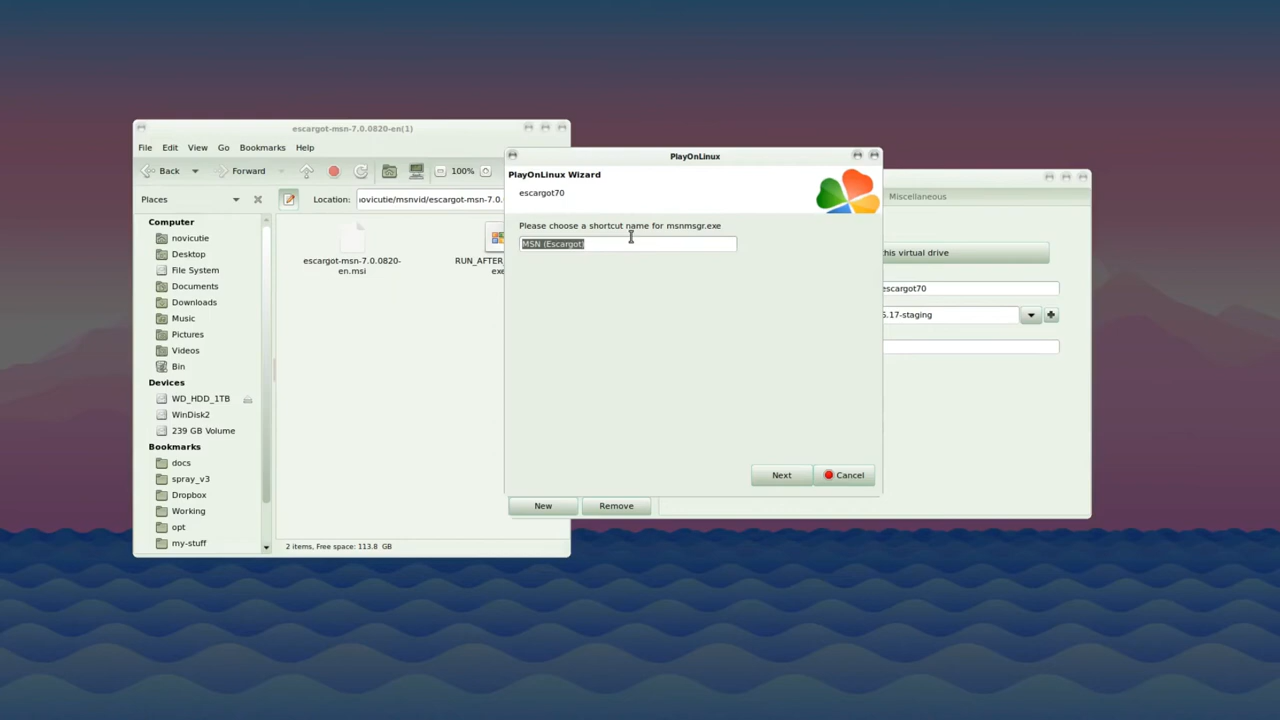 escargot-msn-7.0.0820-en(1)
File Edit View Go Bookmarks Help
Back Forward 100%
Places Location: ovicutie/msnvid/escargot-msn-7.0.
Computer
novicutie
Desktop
File System
Documents
Downloads
Music
Pictures
Videos
Bin
Devices
WD_HDD_1TB
WinDisk2
239 GB Volume
Bookmarks
docs
spray_v3
Dropbox
Working
opt
my-stuff
escargot-msn-7.0.0820-
en.msi
RUN_AFTER
exe
2 items, Free space: 113.8 GB
PlayOnLinux
PlayOnLinux Wizard
escargot70
Please choose a shortcut name for msnmsgr.exe
MSN (Escargot)
Next Cancel
Miscellaneous
this virtual drive
escargot70
.17-staging
New Remove